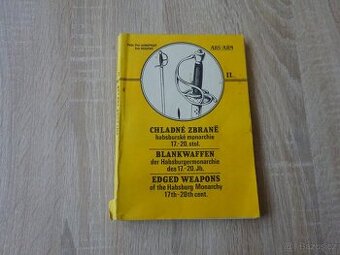 ARS-ARM
II.
CHLADNÉ ZBRANĚ
habsburské monarchie
17.-20. stol.
BLANKWAFFEN
der Habsburgermonarchie
des 17.-20. Jh.
EDGED WEAPONS
of the Habsburg Monarchy
17th-20th cent.